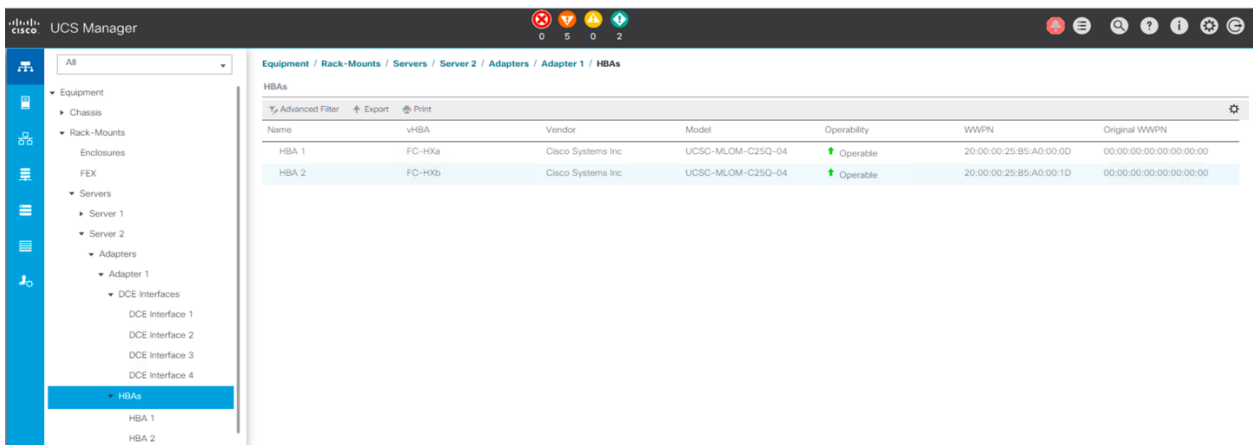 cisco. UCS Manager
0 5 0 2
All
Equipment
Chassis
Rack-Mounts
Enclosures
FEX
Servers
Server 1
Server 2
Adapters
Adapter 1
DCE Interfaces
DCE Interface 1
DCE Interface 2
DCE Interface 3
DCE Interface 4
HBAs
HBA 1
HBA 2
Equipment / Rack-Mounts / Servers / Server 2 / Adapters / Adapter 1 / HBAs
HBAs
Advanced Filter Export Print
Name vHBA Vendor Model Operability WWPN Original WWPN
HBA 1 FC-HXa Cisco Systems Inc UCSC-MLOM-C25Q-04 Operable 20:00:00:25:B5:A0:00:0D 00:00:00:00:00:00:00:00
HBA 2 FC-HXb Cisco Systems Inc UCSC-MLOM-C25Q-04 Operable 20:00:00:25:B5:A0:00:1D 00:00:00:00:00:00:00:00